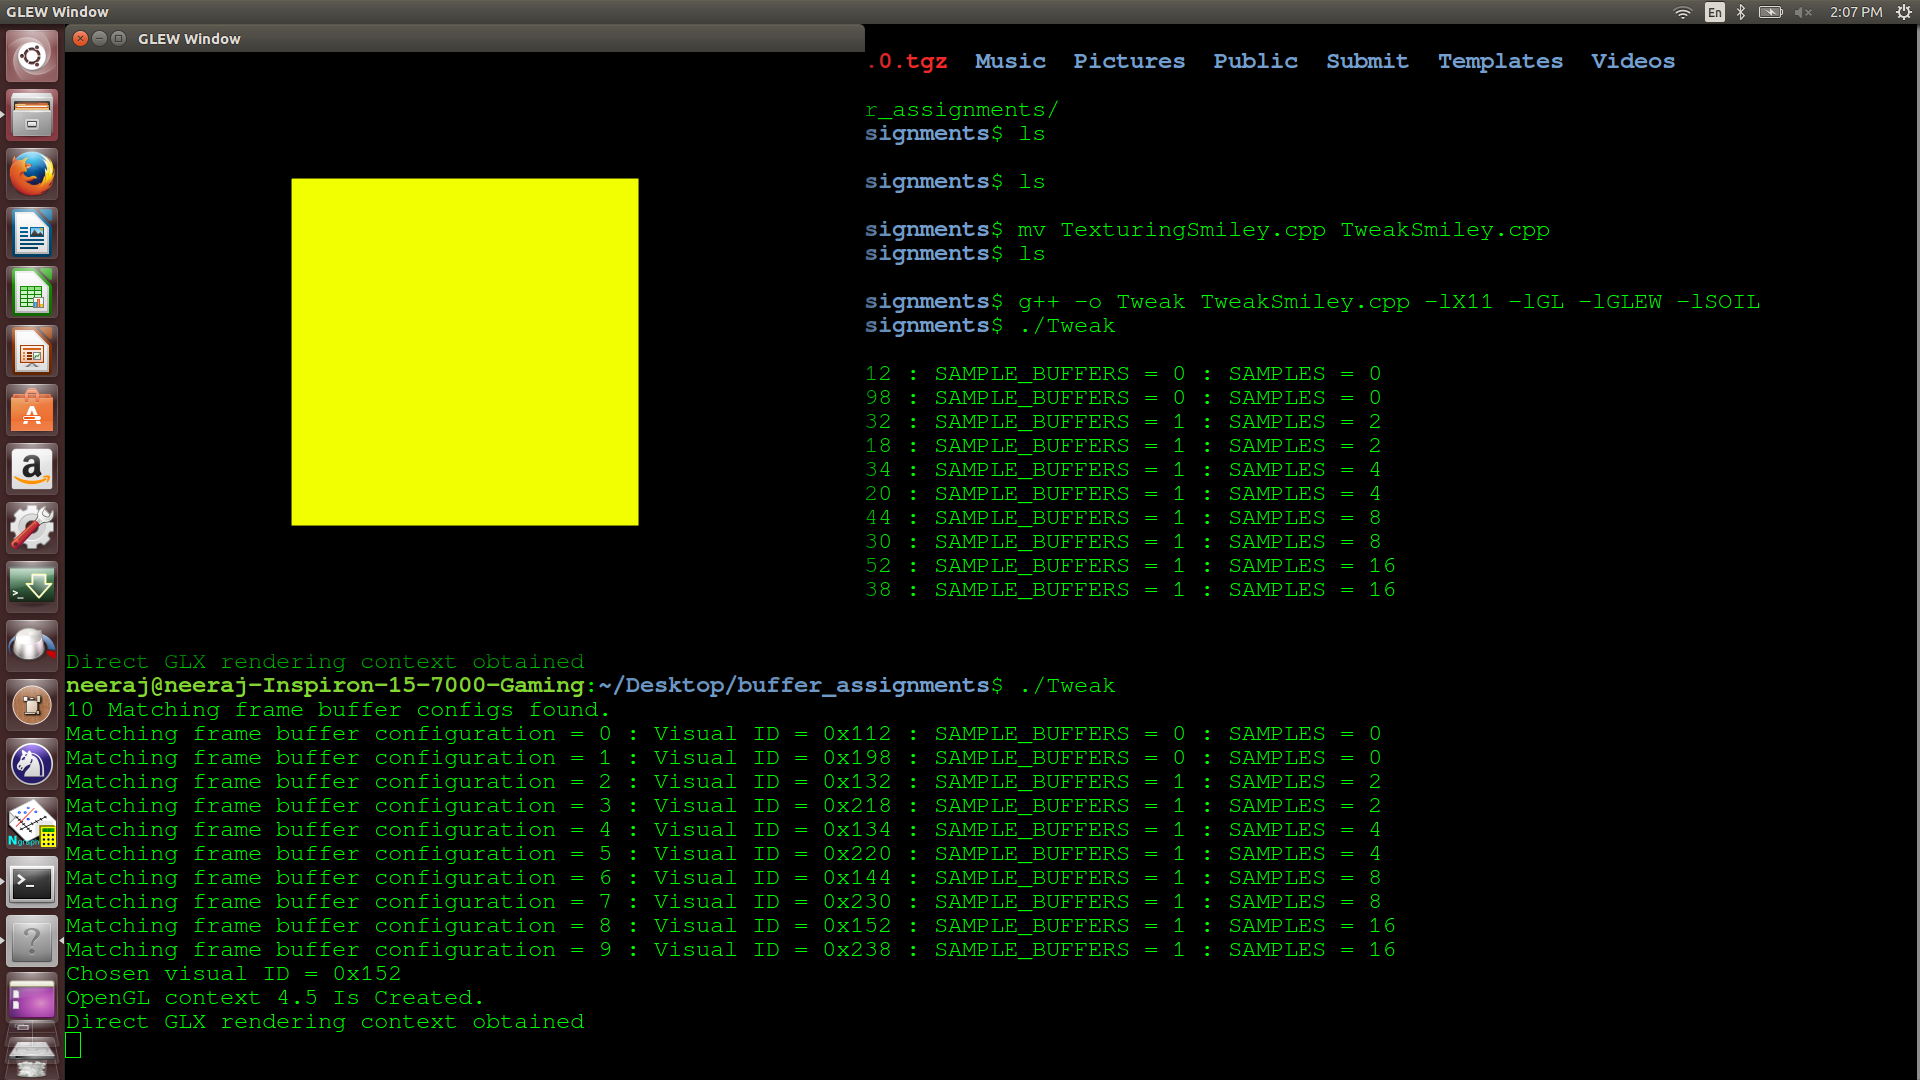 GLEW Window
En
2:07 PM
GLEW Window
.0.tgz Music Pictures Public Submit Templates Videos
r_assignments/
signments$ ls
signments$ ls
signments$ mv TexturingSmiley.cpp TweakSmiley.cpp
signments$ ls
signments$ g++ -o Tweak TweakSmiley.cpp -lX11 -lGL -lGLEW -lSOIL
signments$ ./Tweak
12 : SAMPLE_BUFFERS = 0 : SAMPLES = 0
98 : SAMPLE_BUFFERS = 0 : SAMPLES = 0
32 : SAMPLE_BUFFERS = 1 : SAMPLES = 2
18 : SAMPLE_BUFFERS = 1 : SAMPLES = 2
34 : SAMPLE_BUFFERS = 1 : SAMPLES = 4
20 : SAMPLE_BUFFERS = 1 : SAMPLES = 4
44 : SAMPLE_BUFFERS = 1 : SAMPLES = 8
30 : SAMPLE_BUFFERS = 1 : SAMPLES = 8
52 : SAMPLE_BUFFERS = 1 : SAMPLES = 16
38 : SAMPLE_BUFFERS = 1 : SAMPLES = 16
Direct GLX rendering context obtained
neeraj@neeraj-Inspiron-15-7000-Gaming:~/Desktop/buffer_assignments$ ./Tweak
10 Matching frame buffer configs found.
Matching frame buffer configuration = 0 : Visual ID = 0x112 : SAMPLE_BUFFERS = 0 : SAMPLES = 0
Matching frame buffer configuration = 1 : Visual ID = 0x198 : SAMPLE_BUFFERS = 0 : SAMPLES = 0
Matching frame buffer configuration = 2 : Visual ID = 0x132 : SAMPLE_BUFFERS = 1 : SAMPLES = 2
Matching frame buffer configuration = 3 : Visual ID = 0x218 : SAMPLE_BUFFERS = 1 : SAMPLES = 2
Matching frame buffer configuration = 4 : Visual ID = 0x134 : SAMPLE_BUFFERS = 1 : SAMPLES = 4
Matching frame buffer configuration = 5 : Visual ID = 0x220 : SAMPLE_BUFFERS = 1 : SAMPLES = 4
Matching frame buffer configuration = 6 : Visual ID = 0x144 : SAMPLE_BUFFERS = 1 : SAMPLES = 8
Matching frame buffer configuration = 7 : Visual ID = 0x230 : SAMPLE_BUFFERS = 1 : SAMPLES = 8
Matching frame buffer configuration = 8 : Visual ID = 0x152 : SAMPLE_BUFFERS = 1 : SAMPLES = 16
Matching frame buffer configuration = 9 : Visual ID = 0x238 : SAMPLE_BUFFERS = 1 : SAMPLES = 16
Chosen visual ID = 0x152
OpenGL context 4.5 Is Created.
Direct GLX rendering context obtained